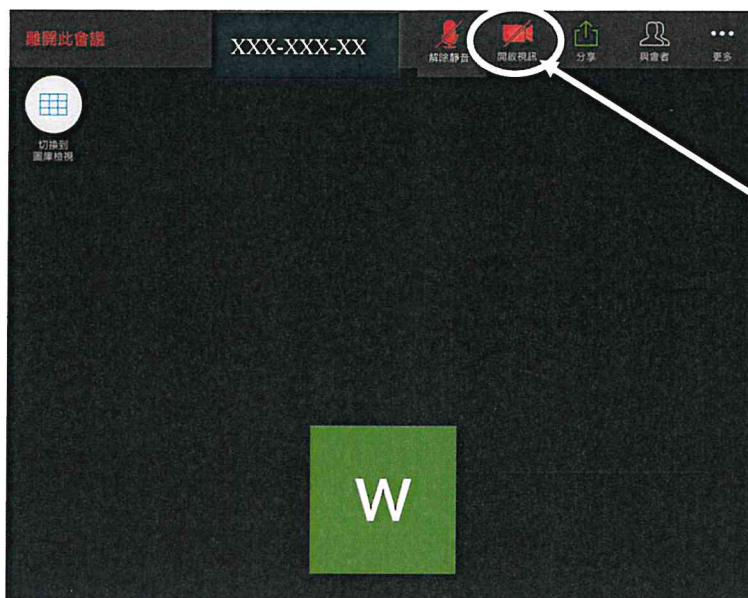 離開此會議
XXX-XXX-XX
解除靜音
開啟視訊
分享
與會者
更多
切換到
圖庫檢視
W